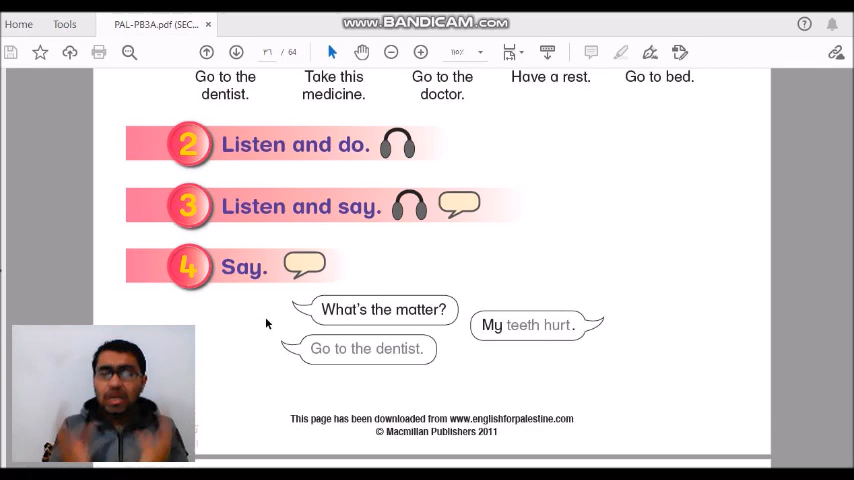 WWW.BANDICAM.COM
Home
Tools
PAL-PB3A.pdf (SEC...
×
٣٦ / 64
١١٥%
Go to the
dentist.
Take this
medicine.
Go to the
doctor.
Have a rest.
Go to bed.
2 Listen and do.
3 Listen and say.
4 Say.
What's the matter?
My teeth hurt.
Go to the dentist.
This page has been downloaded from www.englishforpalestine.com
© Macmillan Publishers 2011